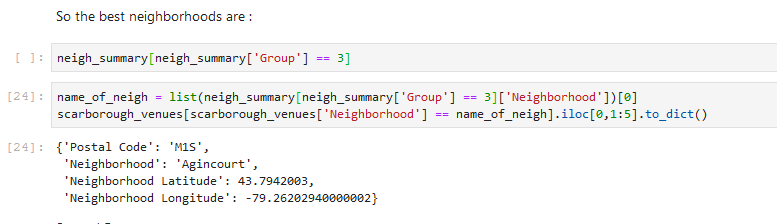 So the best neighborhoods are :
[ ]: neigh_summary[neigh_summary['Group'] == 3]
[24]: name_of_neigh = list(neigh_summary[neigh_summary['Group'] == 3]['Neighborhood'])[0]
scarborough_venues[scarborough_venues['Neighborhood'] == name_of_neigh].iloc[0,1:5].to_dict()
[24]: {'Postal Code': 'M1S',
'Neighborhood': 'Agincourt',
'Neighborhood Latitude': 43.7942003,
'Neighborhood Longitude': -79.26202940000002}